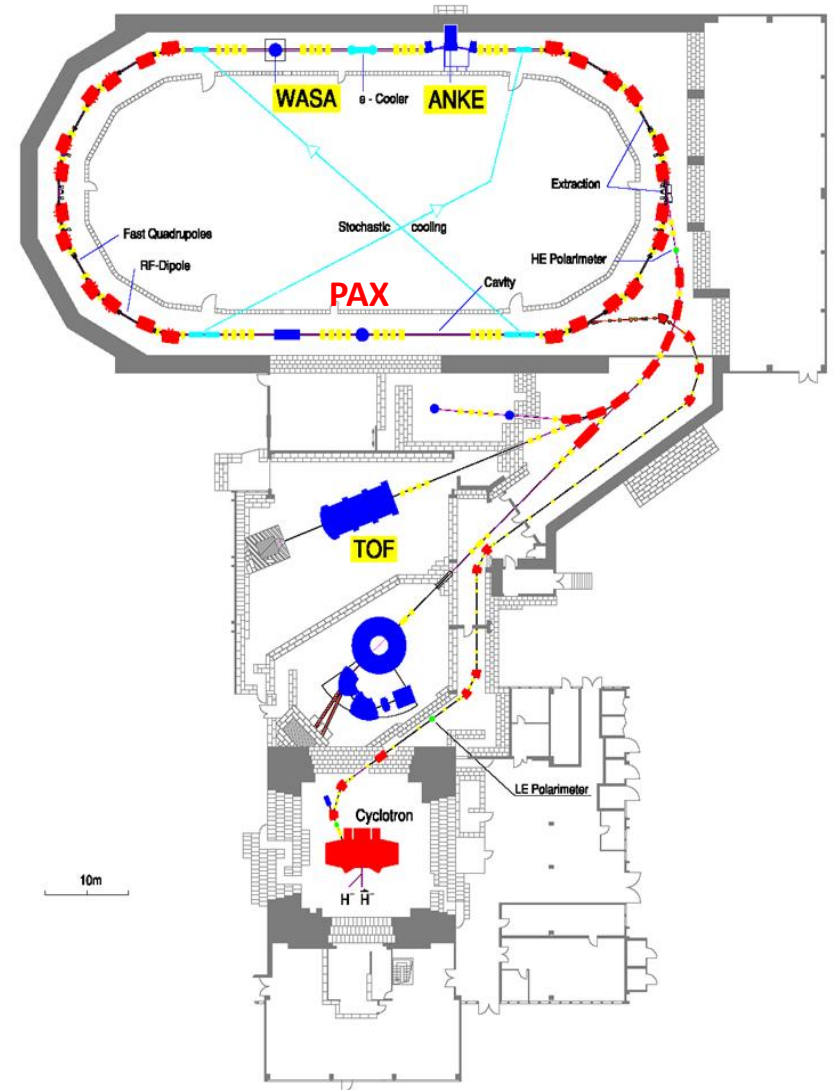 WASA
e - Cooler
ANKE
Extraction
Stochastic cooling
Fast Quadrupoles
HE Polarimeter
RF-Dipole
PAX
Cavity
TOF
LE Polarimeter
Cyclotron
10m
H⁻ H⁻